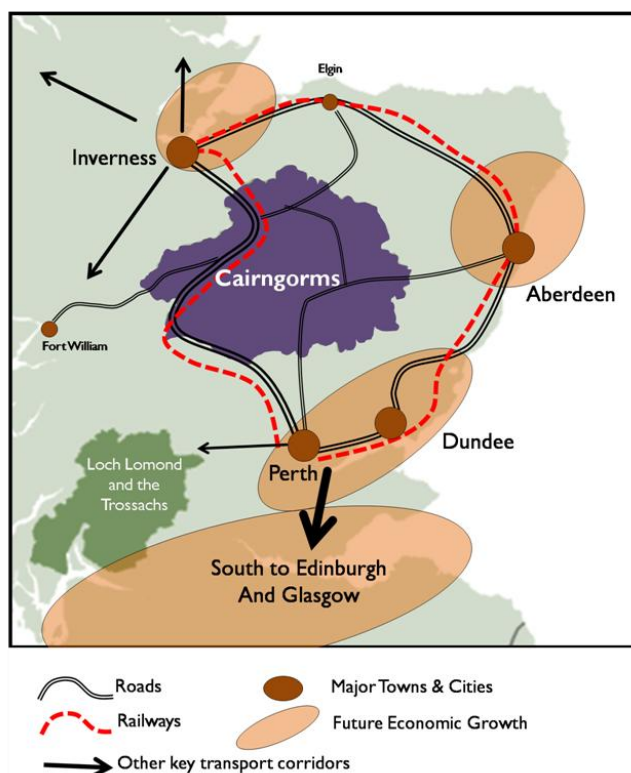 Elgin
Inverness
Cairngorms
Aberdeen
Fort William
Dundee
Perth
Loch Lomond
and the
Trossachs
South to Edinburgh
And Glasgow
Roads
Major Towns & Cities
Railways
Future Economic Growth
Other key transport corridors